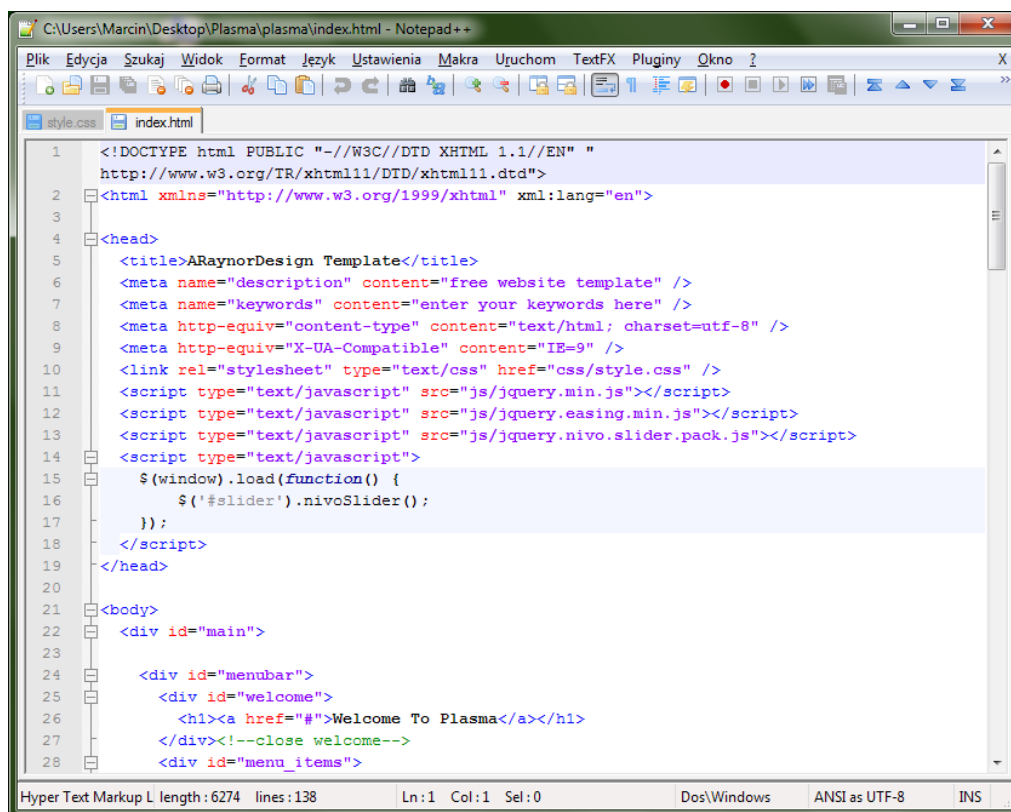 C:\Users\Marcin\Desktop\Plasma\plasma\index.html - Notepad++
Plik Edycja Szukaj Widok Format Język Ustawienia Makra Uruchom TextFX Pluginy Okno ? X
style.css index.html
1 <!DOCTYPE html PUBLIC "-//W3C//DTD XHTML 1.1//EN" "
http://www.w3.org/TR/xhtml11/DTD/xhtml11.dtd">
2 <html xmlns="http://www.w3.org/1999/xhtml" xml:lang="en">
3
4 <head>
5 <title>ARaynorDesign Template</title>
6 <meta name="description" content="free website template" />
7 <meta name="keywords" content="enter your keywords here" />
8 <meta http-equiv="content-type" content="text/html; charset=utf-8" />
9 <meta http-equiv="X-UA-Compatible" content="IE=9" />
10 <link rel="stylesheet" type="text/css" href="css/style.css" />
11 <script type="text/javascript" src="js/jquery.min.js"></script>
12 <script type="text/javascript" src="js/jquery.easing.min.js"></script>
13 <script type="text/javascript" src="js/jquery.nivo.slider.pack.js"></script>
14 <script type="text/javascript">
15 $(window).load(function() {
16 $('#slider').nivoSlider();
17 });
18 </script>
19 </head>
20
21 <body>
22 <div id="main">
23
24 <div id="menubar">
25 <div id="welcome">
26 <h1><a href="#">Welcome To Plasma</a></h1>
27 </div><!--close welcome-->
28 <div id="menu_items">
Hyper Text Markup L length : 6274 lines : 138 Ln : 1 Col : 1 Sel : 0 Dos\Windows ANSI as UTF-8 INS